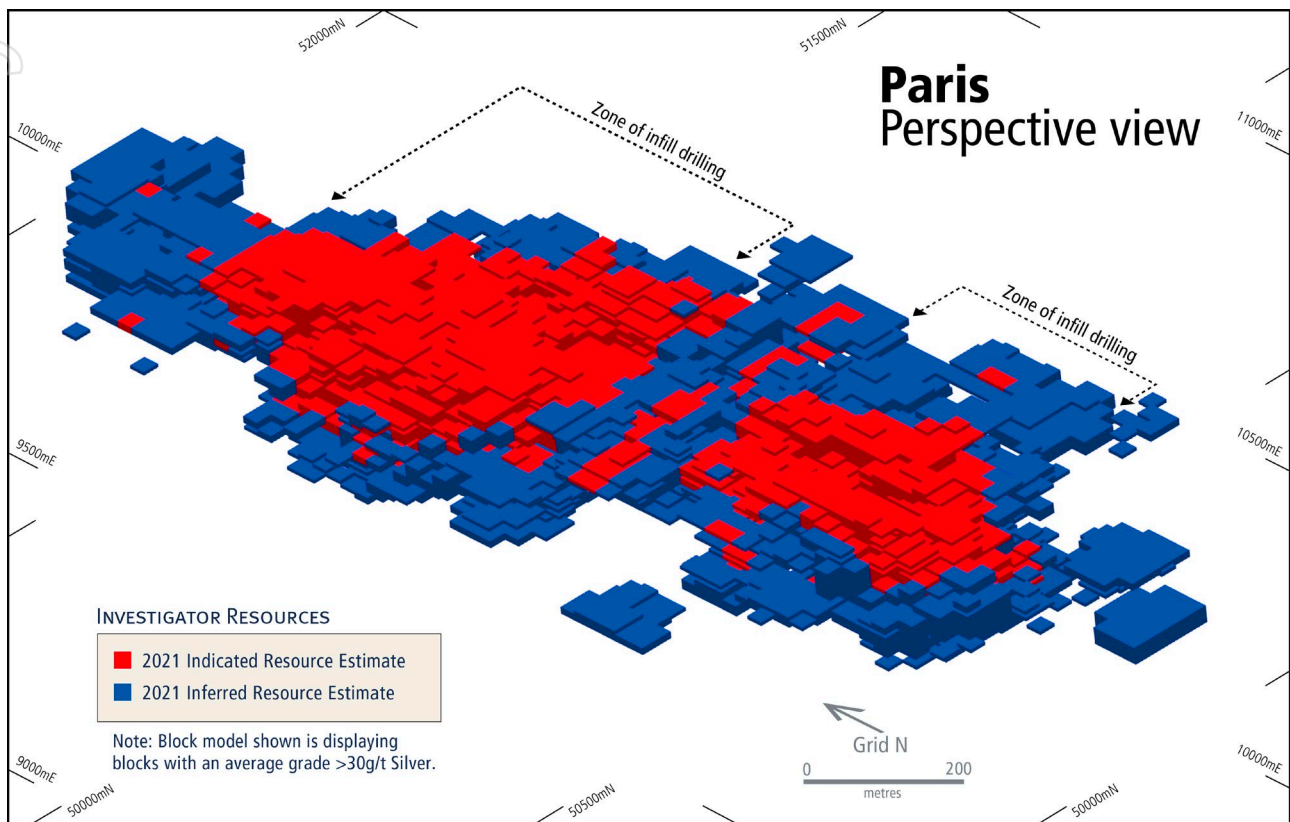 52000mN
51500mN
Paris
Perspective view
Zone of infill drilling
10000mE
11000mE
Zone of infill drilling
9500mE
10500mE
INVESTIGATOR RESOURCES
2021 Indicated Resource Estimate
2021 Inferred Resource Estimate
Note: Block model shown is displaying
blocks with an average grade >30g/t Silver.
Grid N
0 200
metres
9000mE
10000mE
50000mN
50500mN
50000mN